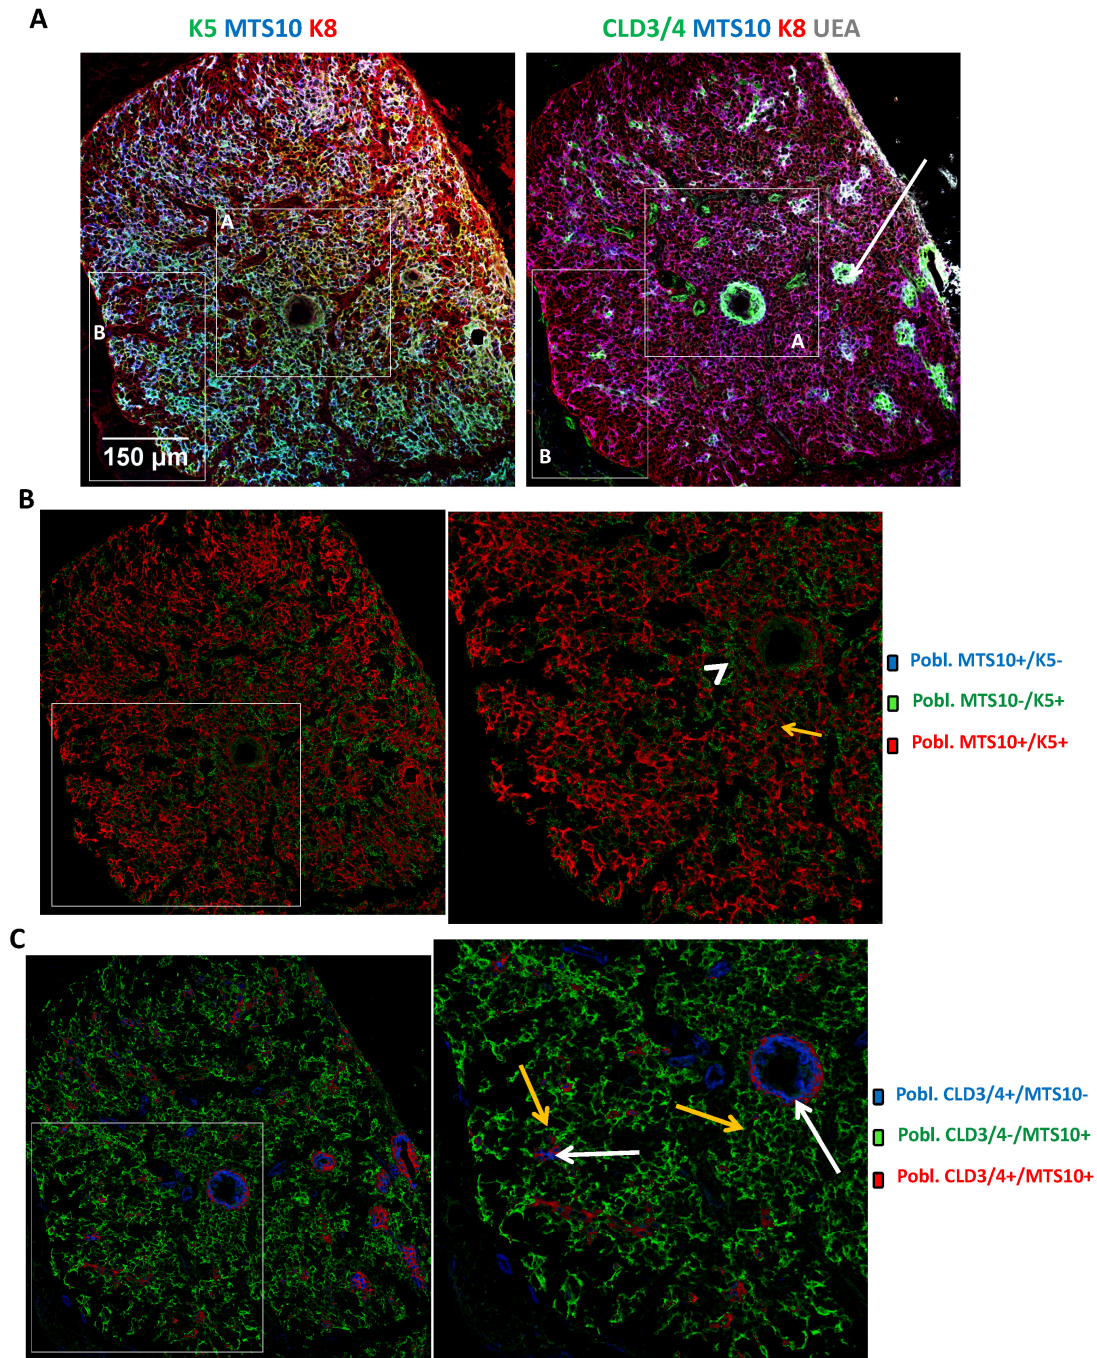 A
K5 MTS10 K8
CLD3/4 MTS10 K8 UEA
A
B
150 µm
A
B
B
Pobl. MTS10+/K5-
Pobl. MTS10-/K5+
Pobl. MTS10+/K5+
C
Pobl. CLD3/4+/MTS10-
Pobl. CLD3/4-/MTS10+
Pobl. CLD3/4+/MTS10+